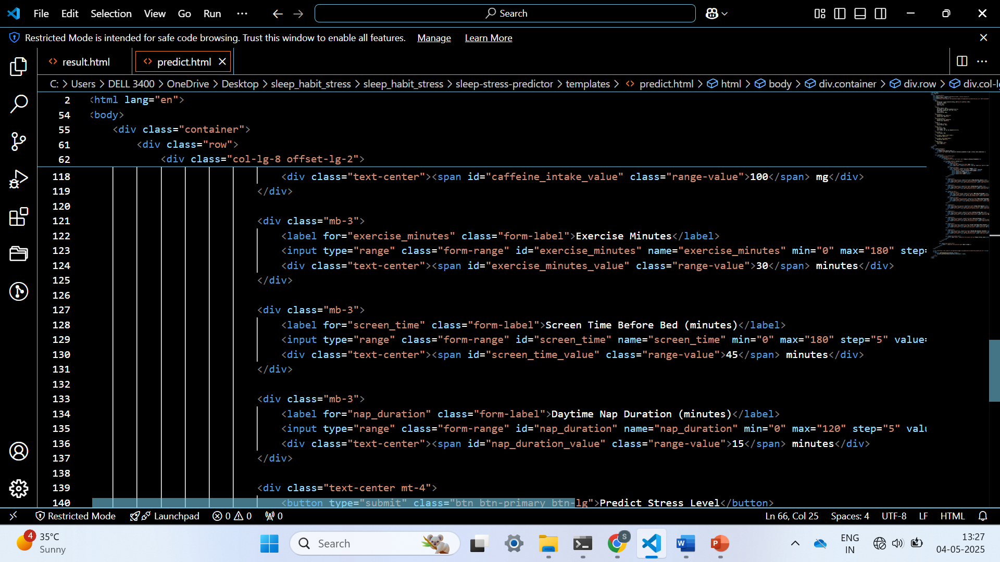 File Edit Selection View Go Run ··· Search
Restricted Mode is intended for safe code browsing. Trust this window to enable all features. Manage Learn More
<> result.html <> predict.html
C: > Users > DELL 3400 > OneDrive > Desktop > sleep_habit_stress > sleep_habit_stress > sleep-stress-predictor > templates > <> predict.html > html > body > div.container > div.row > div.col-l
2 <html lang="en">
54 <body>
55 <div class="container">
61 <div class="row">
62 <div class="col-lg-8 offset-lg-2">
118 <div class="text-center"><span id="caffeine_intake_value" class="range-value">100</span> mg</div>
119 </div>
120
121 <div class="mb-3">
122 <label for="exercise_minutes" class="form-label">Exercise Minutes</label>
123 <input type="range" class="form-range" id="exercise_minutes" name="exercise_minutes" min="0" max="180" step=
124 <div class="text-center"><span id="exercise_minutes_value" class="range-value">30</span> minutes</div>
125 </div>
126
127 <div class="mb-3">
128 <label for="screen_time" class="form-label">Screen Time Before Bed (minutes)</label>
129 <input type="range" class="form-range" id="screen_time" name="screen_time" min="0" max="180" step="5" value=
130 <div class="text-center"><span id="screen_time_value" class="range-value">45</span> minutes</div>
131 </div>
132
133 <div class="mb-3">
134 <label for="nap_duration" class="form-label">Daytime Nap Duration (minutes)</label>
135 <input type="range" class="form-range" id="nap_duration" name="nap_duration" min="0" max="120" step="5" valu
136 <div class="text-center"><span id="nap_duration_value" class="range-value">15</span> minutes</div>
137 </div>
138
139 <div class="text-center mt-4">
140 <button type="submit" class="btn btn-primary btn-lg">Predict Stress Level</button>
Restricted Mode Launchpad 0 0 0 Ln 66, Col 25 Spaces: 4 UTF-8 LF HTML
4 35°C
Sunny
Search
S
ENG
IN
13:27
04-05-2025